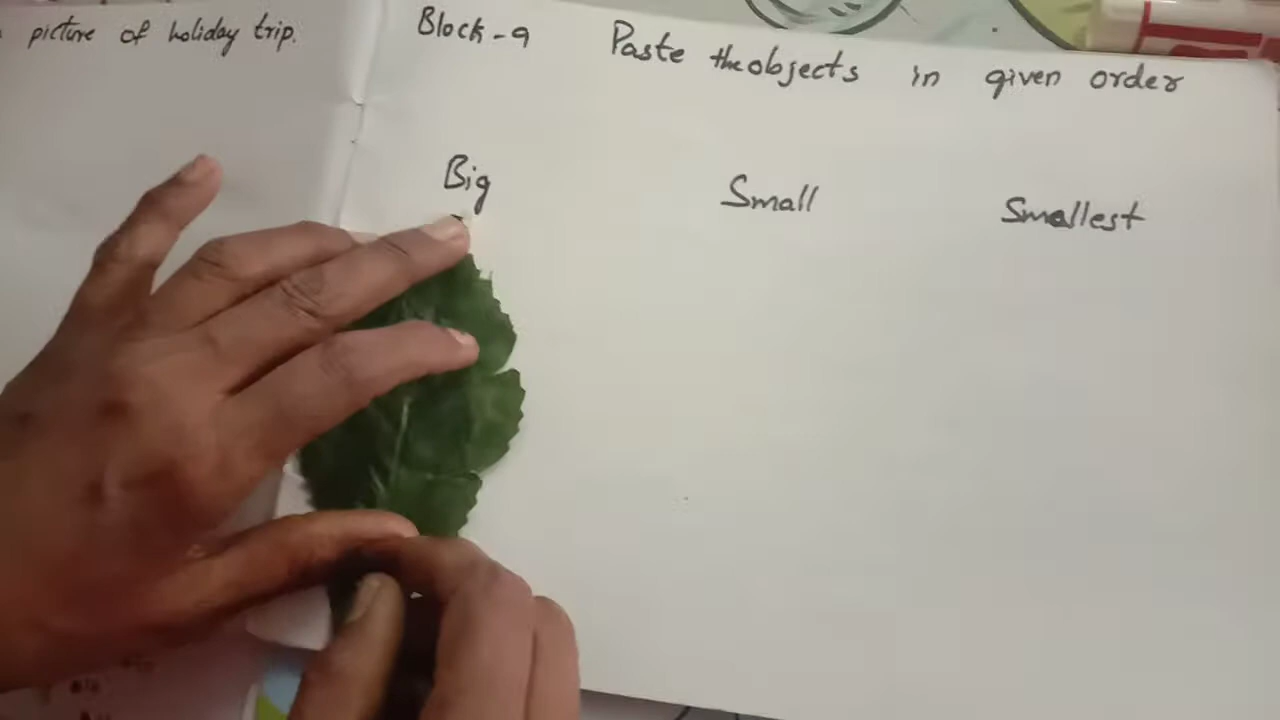 picture of holiday trip.
Block-9 Paste the objects in given order
Big Small Smallest